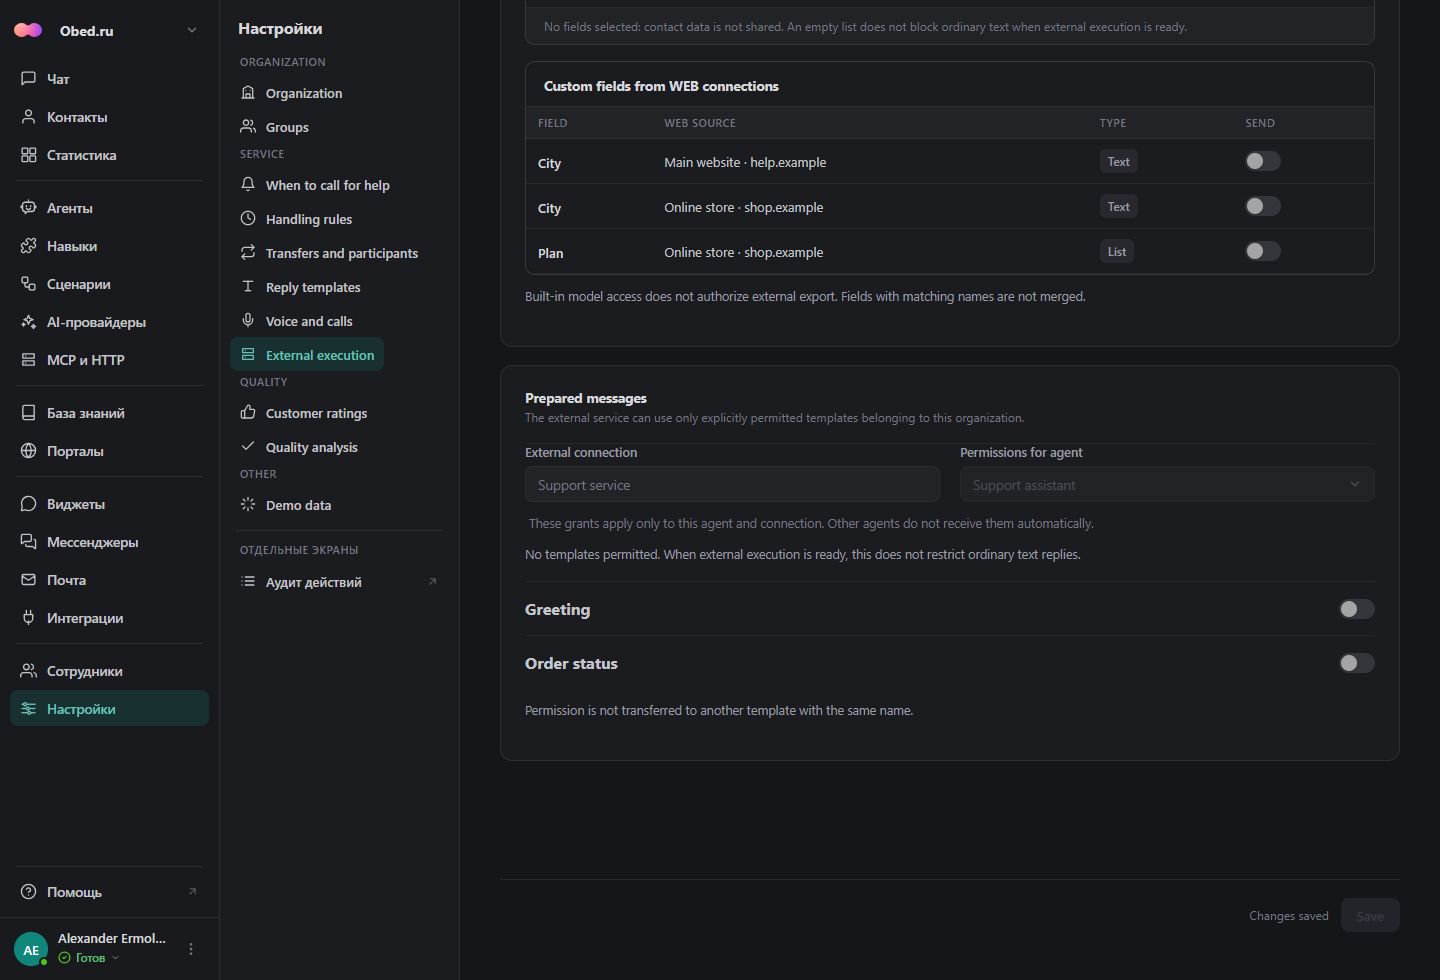 Obed.ru
Чат
Контакты
Статистика
Агенты
Навыки
Сценарии
AI-провайдеры
MCP и HTTP
База знаний
Порталы
Виджеты
Мессенджеры
Почта
Интеграции
Сотрудники
Настройки
Помощь
AE
Alexander Ermol...
Готов
Настройки
ORGANIZATION
Organization
Groups
SERVICE
When to call for help
Handling rules
Transfers and participants
Reply templates
Voice and calls
External execution
QUALITY
Customer ratings
Quality analysis
OTHER
Demo data
ОТДЕЛЬНЫЕ ЭКРАНЫ
Аудит действий
No fields selected: contact data is not shared. An empty list does not block ordinary text when external execution is ready.
Custom fields from WEB connections
FIELD WEB SOURCE TYPE SEND
City Main website · help.example Text
City Online store · shop.example Text
Plan Online store · shop.example List
Built-in model access does not authorize external export. Fields with matching names are not merged.
Prepared messages
The external service can use only explicitly permitted templates belonging to this organization.
External connection Permissions for agent
Support service Support assistant
These grants apply only to this agent and connection. Other agents do not receive them automatically.
No templates permitted. When external execution is ready, this does not restrict ordinary text replies.
Greeting
Order status
Permission is not transferred to another template with the same name.
Changes saved Save